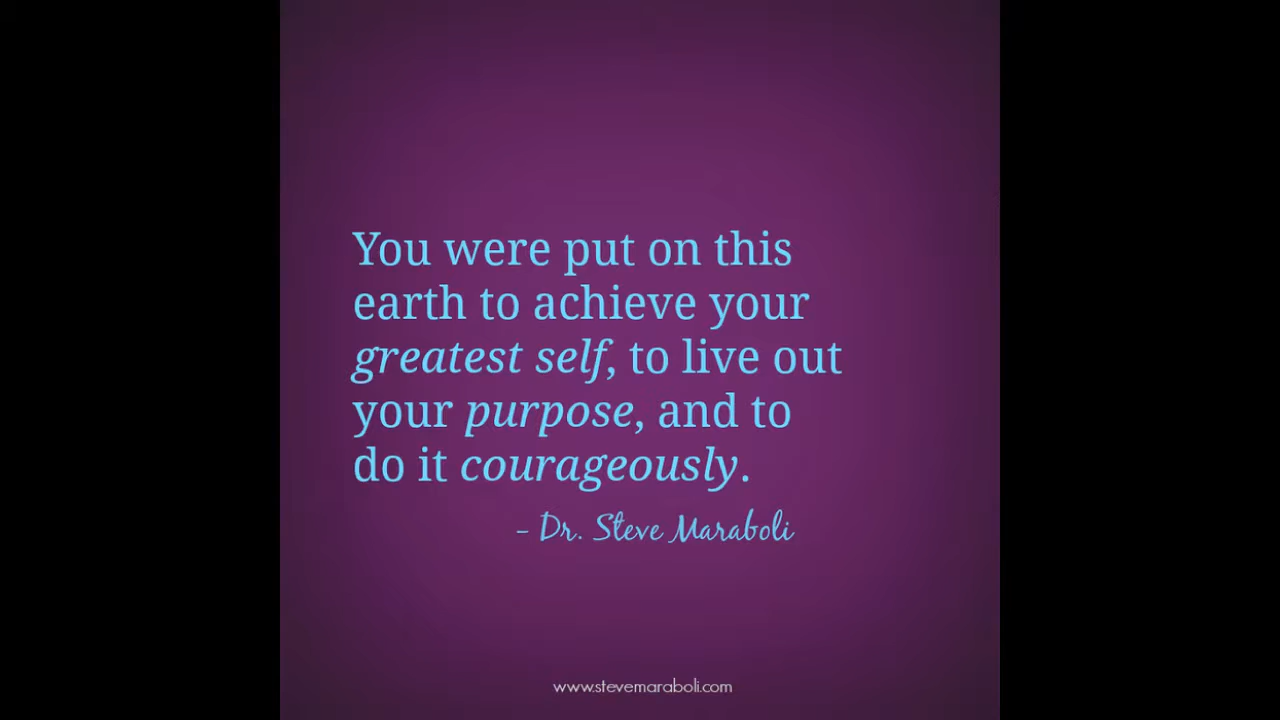 You were put on this
earth to achieve your
greatest self, to live out
your purpose, and to
do it courageously.
– Dr. Steve Maraboli
www.stevemaraboli.com